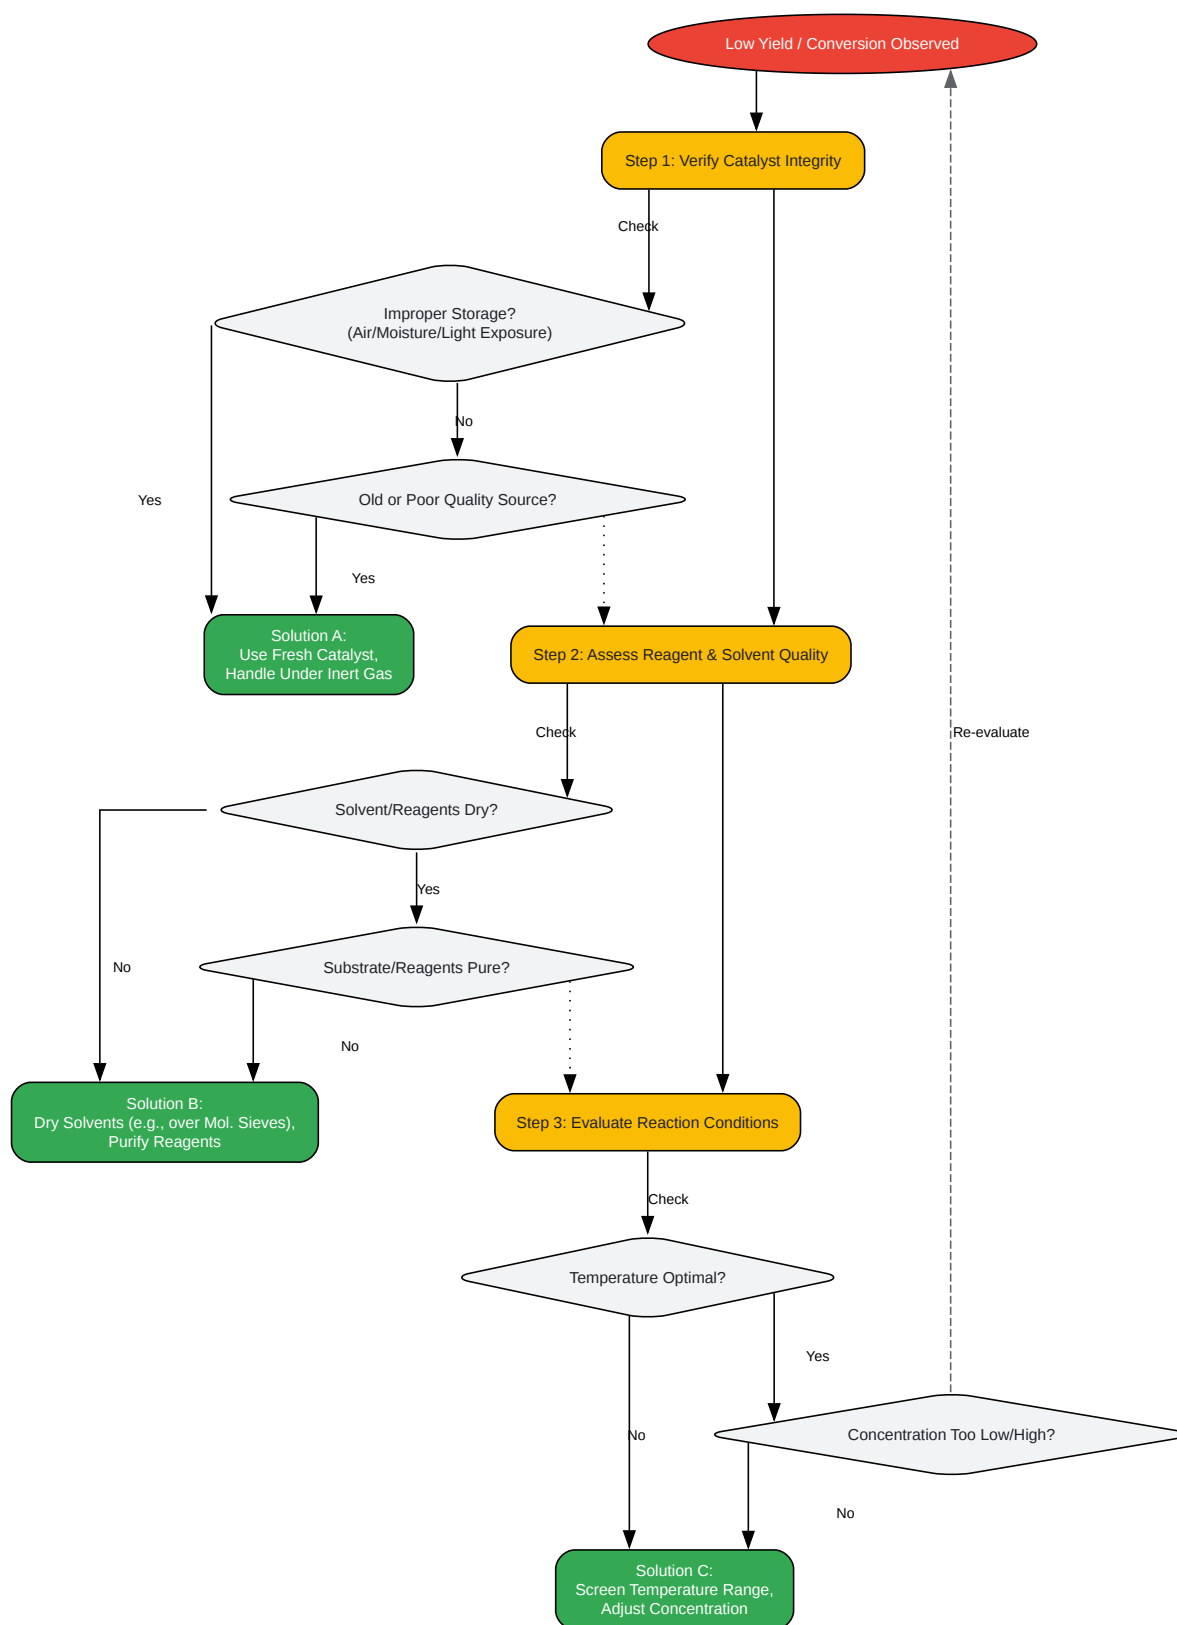 Low Yield / Conversion Observed
Step 1: Verify Catalyst Integrity
Check
Improper Storage?
(Air/Moisture/Light Exposure)
No
Old or Poor Quality Source?
Yes
Yes
Solution A:
Use Fresh Catalyst,
Handle Under Inert Gas
Step 2: Assess Reagent & Solvent Quality
Check
Re-evaluate
Solvent/Reagents Dry?
Yes
Substrate/Reagents Pure?
No
No
Solution B:
Dry Solvents (e.g., over Mol. Sieves),
Purify Reagents
Step 3: Evaluate Reaction Conditions
Check
Temperature Optimal?
Yes
No
Concentration Too Low/High?
No
Solution C:
Screen Temperature Range,
Adjust Concentration